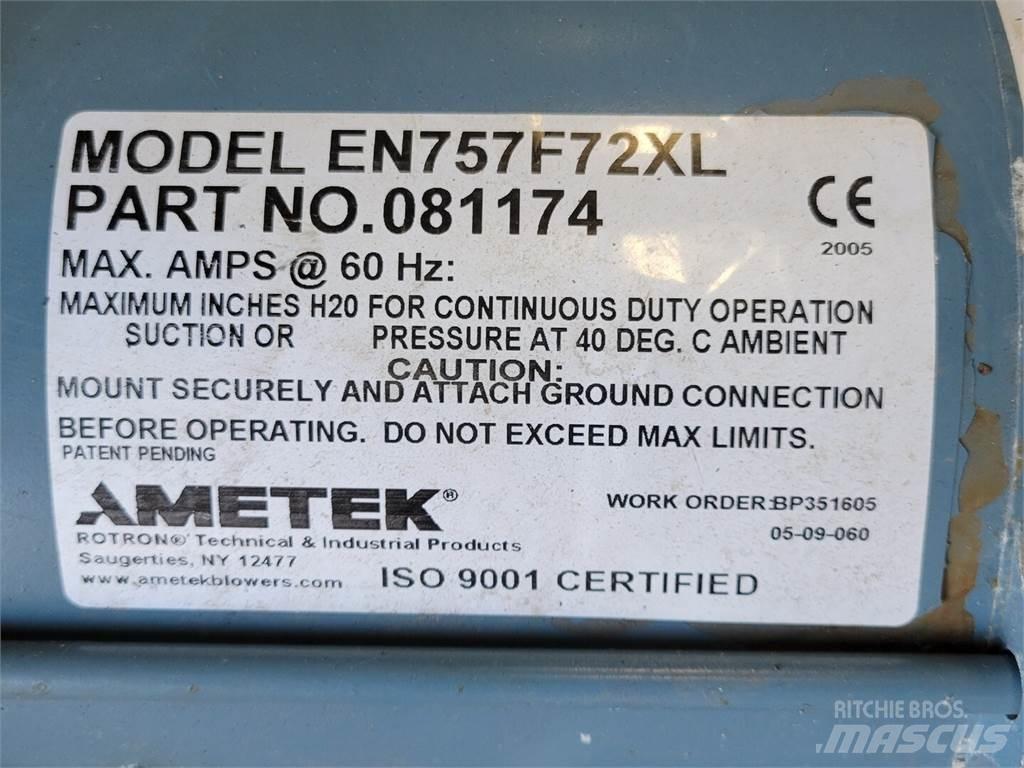 MODEL EN757F72XL
PART NO.081174
CE
2005
MAX. AMPS @ 60 Hz:
MAXIMUM INCHES H20 FOR CONTINUOUS DUTY OPERATION
SUCTION OR PRESSURE AT 40 DEG. C AMBIENT
CAUTION:
MOUNT SECURELY AND ATTACH GROUND CONNECTION
BEFORE OPERATING. DO NOT EXCEED MAX LIMITS.
PATENT PENDING
AMETEK®
ROTRON® Technical & Industrial Products
Saugerties, NY 12477
www.ametekblowers.com
ISO 9001 CERTIFIED
WORK ORDER:BP351605
05-09-060
RITCHIE BROS.
MASCUS